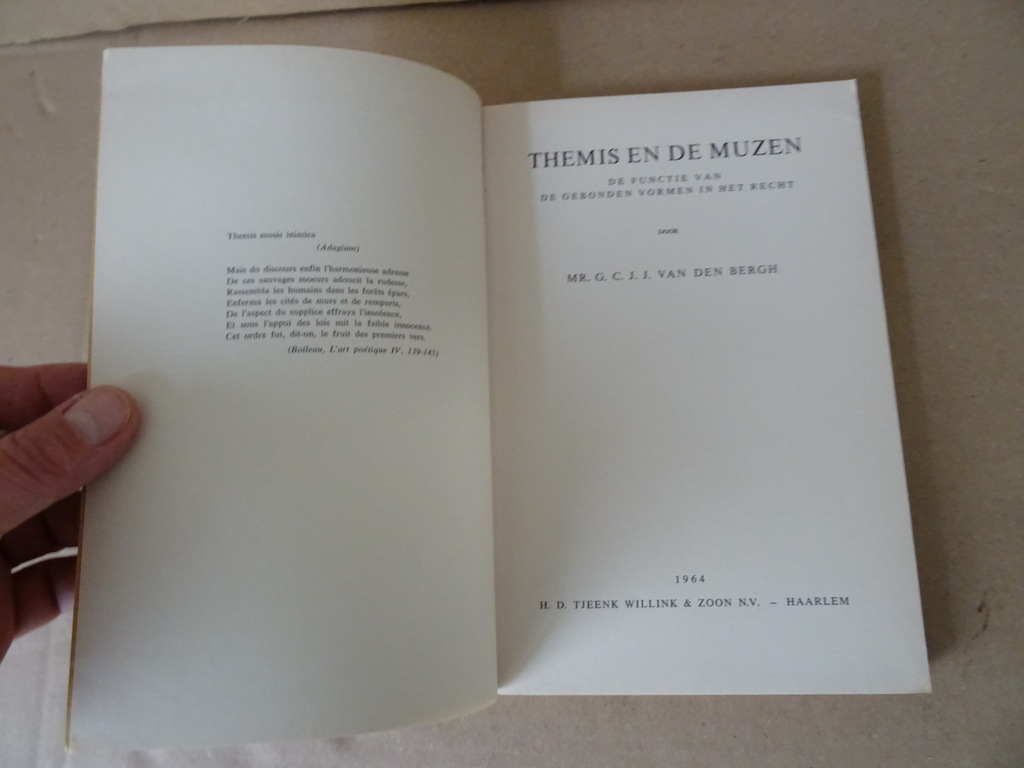 Themis musis inimica
(Adagium)
Mais du discours enfin l'harmonieuse adresse
De ces sauvages moeurs adoucit la rudesse,
Rassembla les humains dans les forêts épars,
Enferma les cités de murs et de remparts,
De l'aspect du supplice effraya l'insolence,
Et sous l'appui des lois mit la faible innocence.
Cet ordre fut, dit-on, le fruit des premiers vers.
(Boileau, L'art poétique IV, 139-145)
THEMIS EN DE MUZEN
DE FUNCTIE VAN
DE GEBONDEN VORMEN IN HET RECHT
DOOR
MR. G. C. J. J. VAN DEN BERGH
1964
H. D. TJEENK WILLINK & ZOON N.V. — HAARLEM